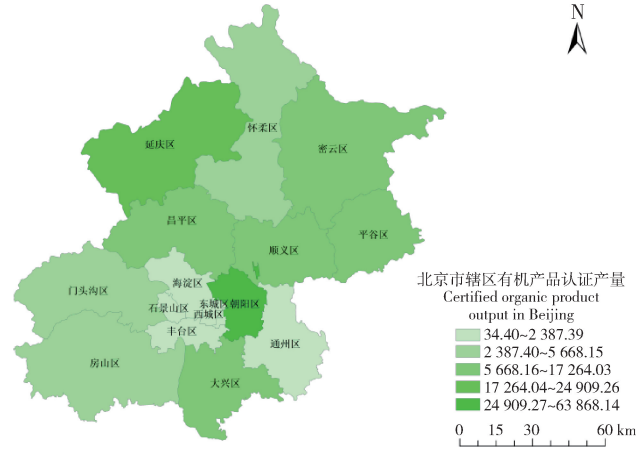 N
怀柔区
延庆区
密云区
昌平区
平谷区
顺义区
海淀区
门头沟区
石景山区
东城区
朝阳区
西城区
丰台区
通州区
房山区
大兴区
北京市辖区有机产品认证产量
Certified organic product
output in Beijing
34.40~2 387.39
2 387.40~5 668.15
5 668.16~17 264.03
17 264.04~24 909.26
24 909.27~63 868.14
0 15 30 60 km